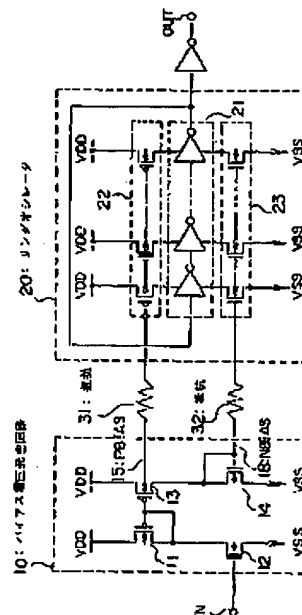 OUT
20:リングオシレータ
VDD
VDD
VDD
22
21
23
VSS
VSS
VSS
31:抵抗
32:抵抗
10:バイアス電圧発生回路
15:PBIAS
16:NBIAS
VDD
VDD
11
13
12
14
VSS
VSS
IN